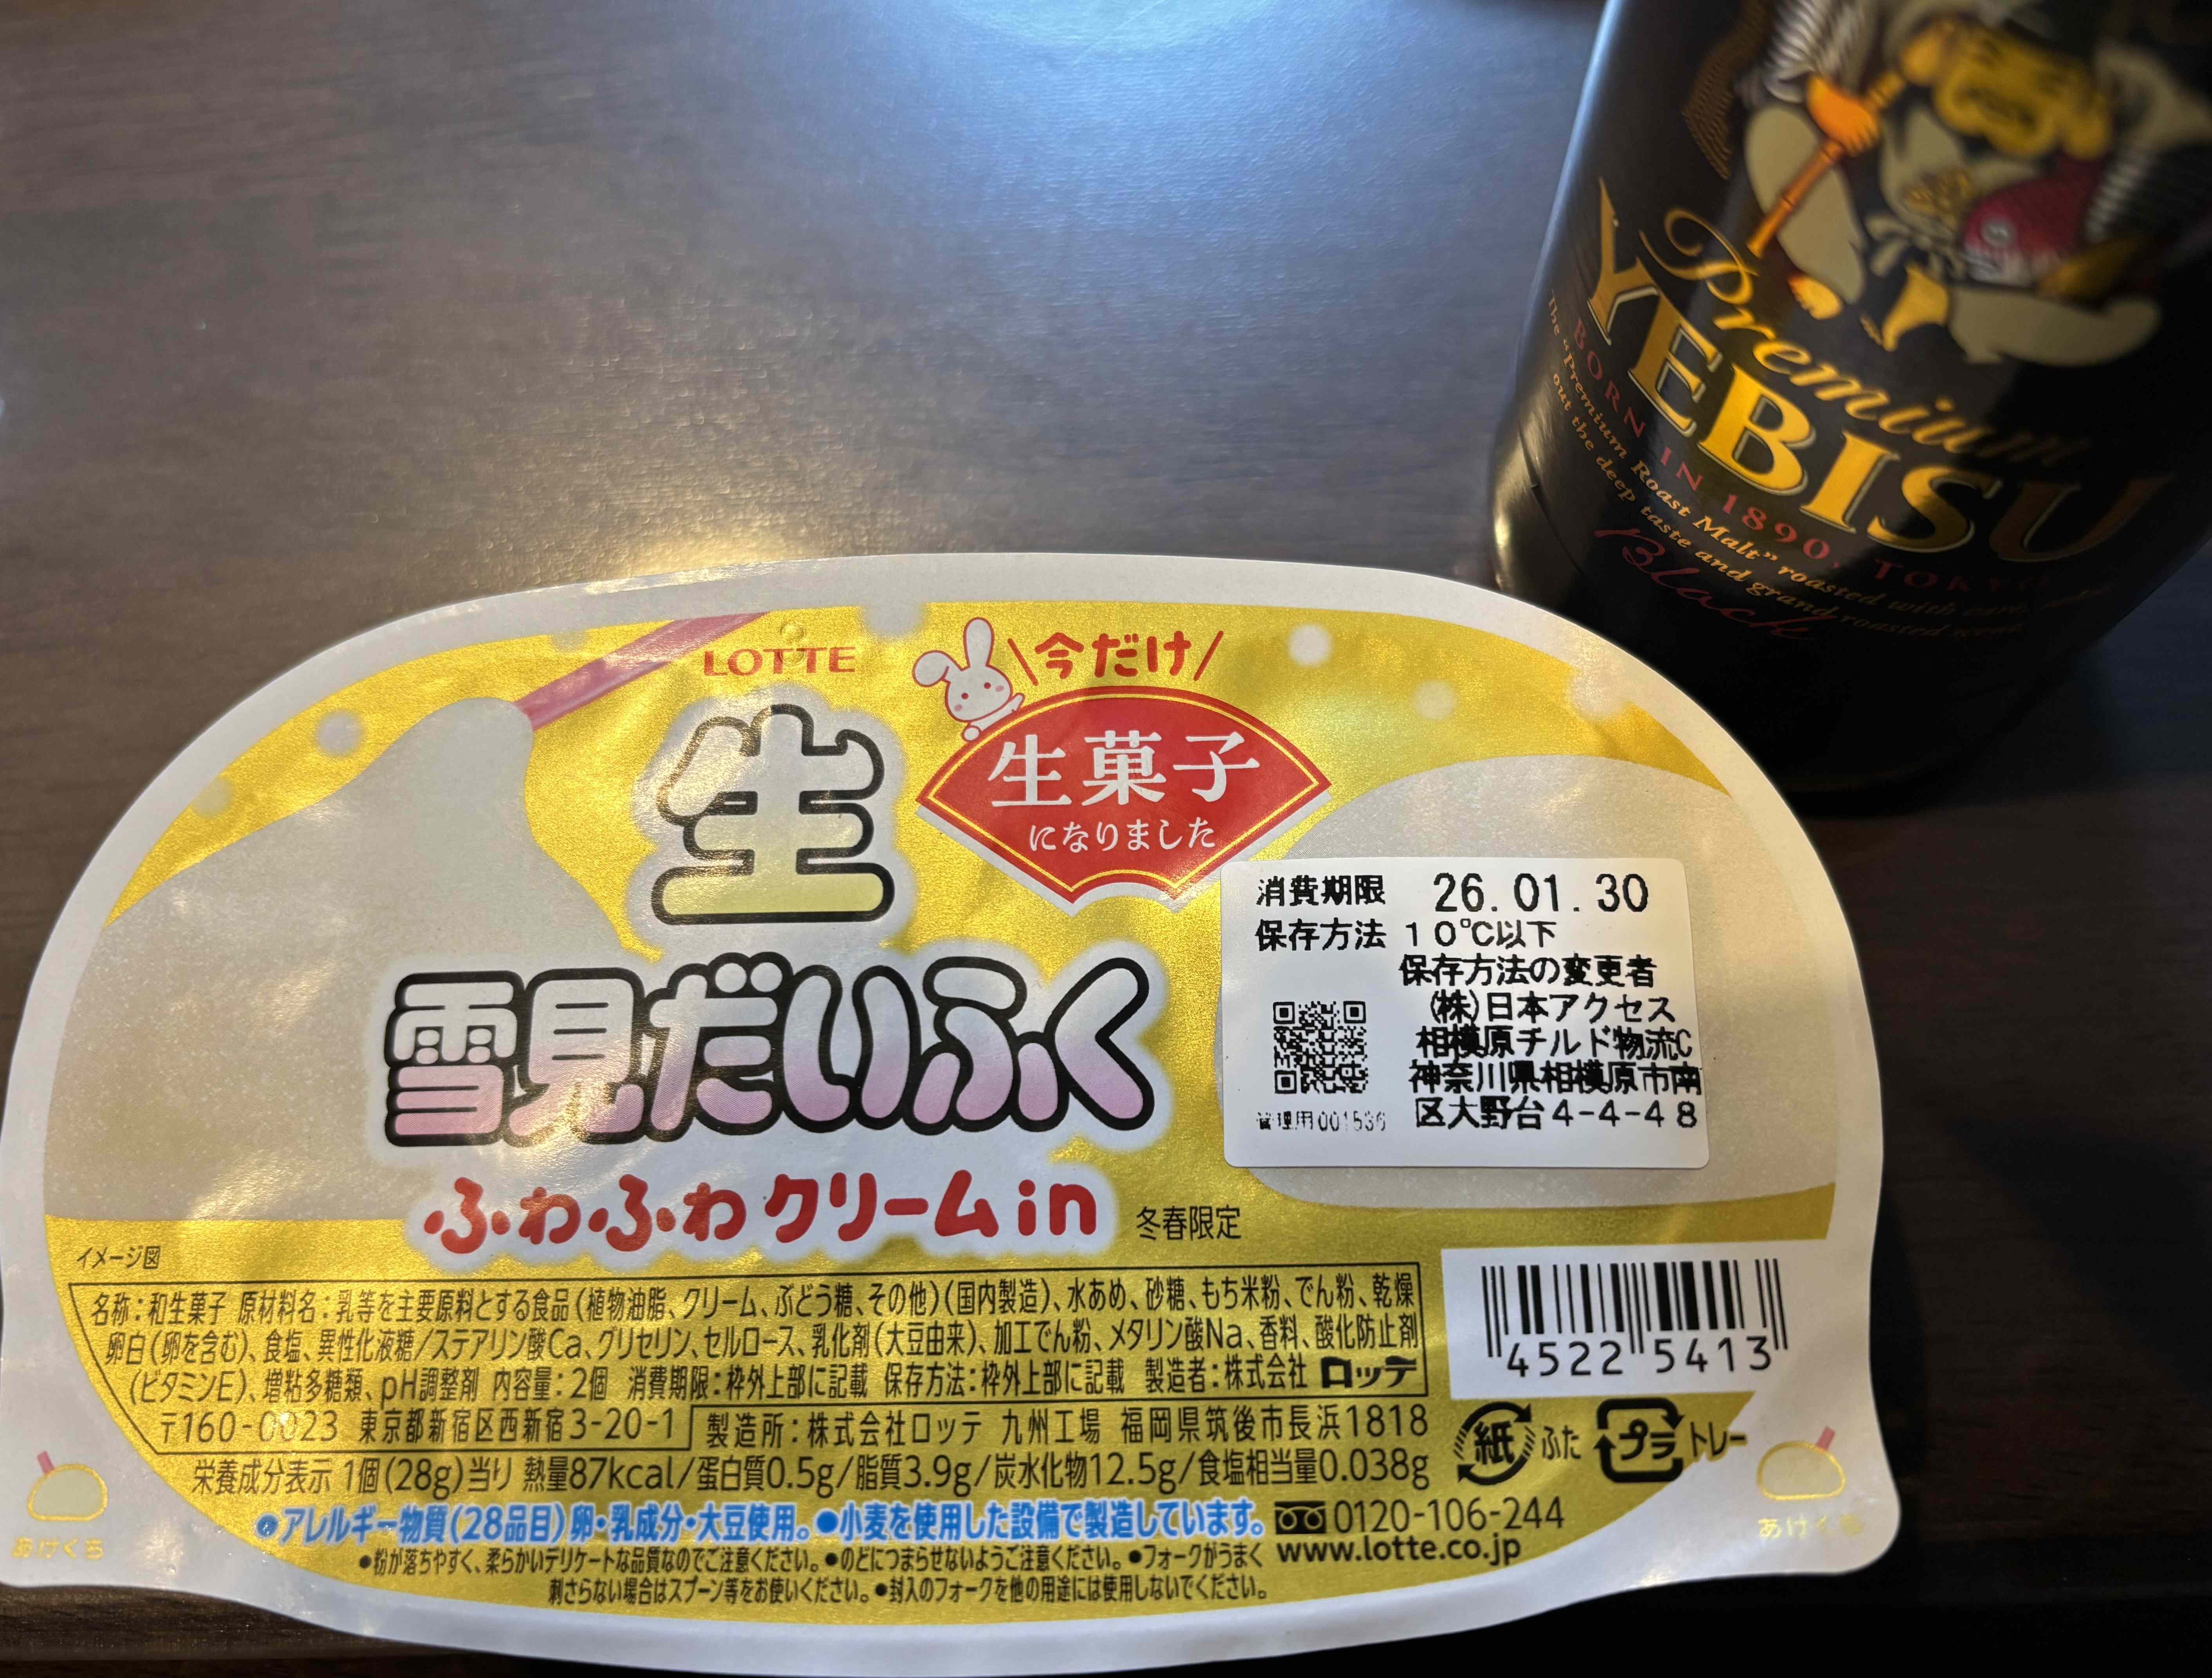 Premium
YEBISU
BORN IN 1890, TOKYO
The "Premium Roast Malt" roasted with
out the deep taste and grand roasted
Black
LOTTE
今だけ
生菓子
になりました
生
雪見だいふく
ふわふわクリームin
冬春限定
消費期限 26.01.30
保存方法 10℃以下
保存方法の変更者
(株)日本アクセス
相模原チルド物流C
神奈川県相模原市南
区大野台4-4-48
管理用001536
イメージ図
名称:和生菓子 原材料名:乳等を主要原料とする食品(植物油脂、クリーム、ぶどう糖、その他)(国内製造)、水あめ、砂糖、もち米粉、でん粉、乾燥
卵白(卵を含む)、食塩、異性化液糖/ステアリン酸Ca、グリセリン、セルロース、乳化剤(大豆由来)、加工でん粉、メタリン酸Na、香料、酸化防止剤
(ビタミンE)、増粘多糖類、pH調整剤 内容量:2個 消費期限:枠外上部に記載 保存方法:枠外上部に記載 製造者:株式会社 ロッテ
〒160-0023 東京都新宿区西新宿3-20-1 製造所:株式会社ロッテ 九州工場 福岡県筑後市長浜1818
栄養成分表示 1個(28g)当り 熱量87kcal/蛋白質0.5g/脂質3.9g/炭水化物12.5g/食塩相当量0.038g
●アレルギー物質(28品目)卵・乳成分・大豆使用。●小麦を使用した設備で製造しています。
●粉が落ちやすく、柔らかいデリケートな品質なのでご注意ください。●のどにつまらせないようご注意ください。●フォークがうまく
刺さらない場合はスプーン等をお使いください。●封入のフォークを他の用途には使用しないでください。
0120-106-244
www.lotte.co.jp
4522 5413
紙 ふた プラ トレー
あけくち
あけくち